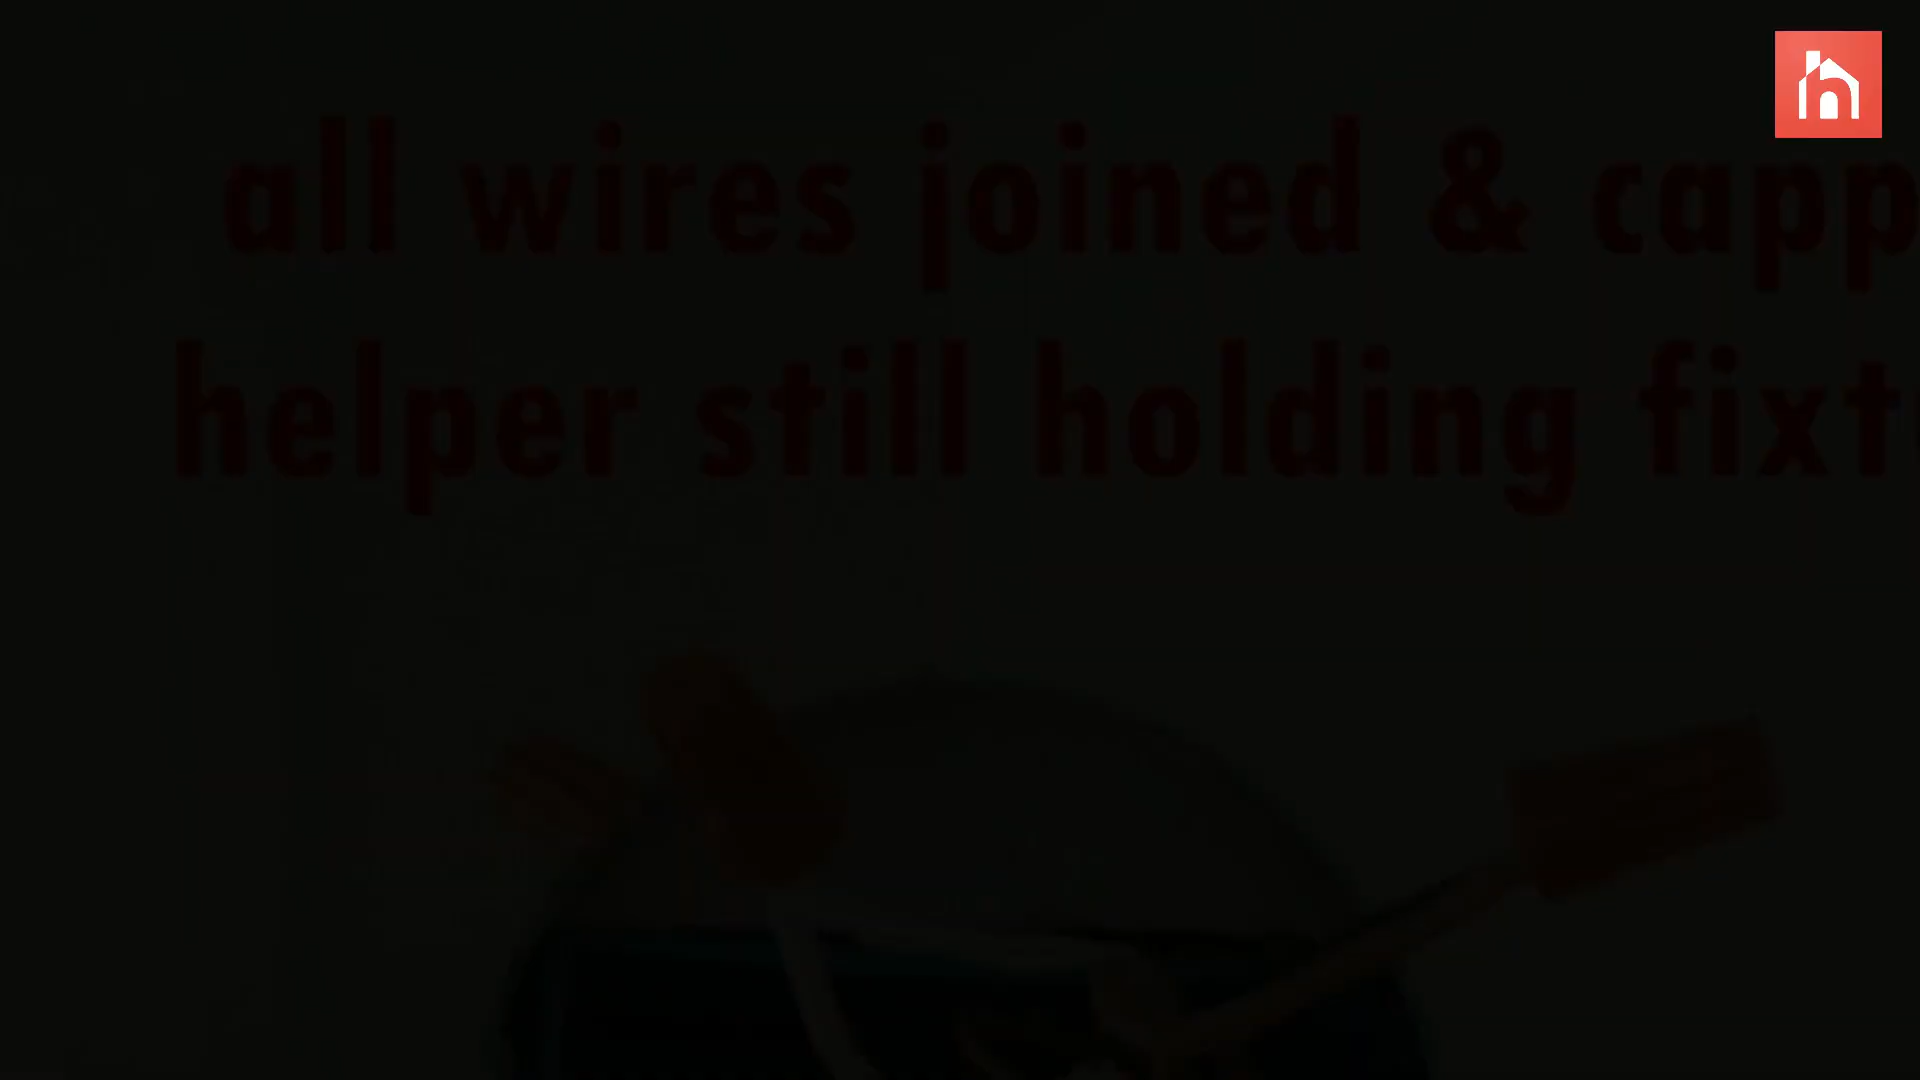 all wires joined & capp
helper still holding fixt